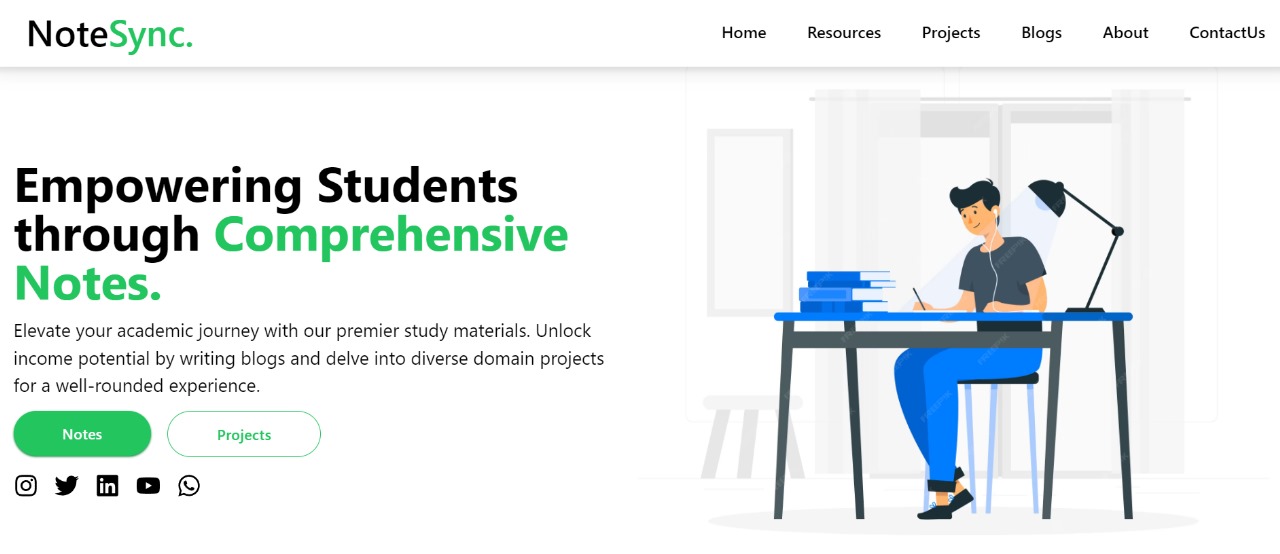 NoteSync.
Home Resources Projects Blogs About ContactUs
Empowering Students
through Comprehensive
Notes.
Elevate your academic journey with our premier study materials. Unlock
income potential by writing blogs and delve into diverse domain projects
for a well-rounded experience.
Notes Projects